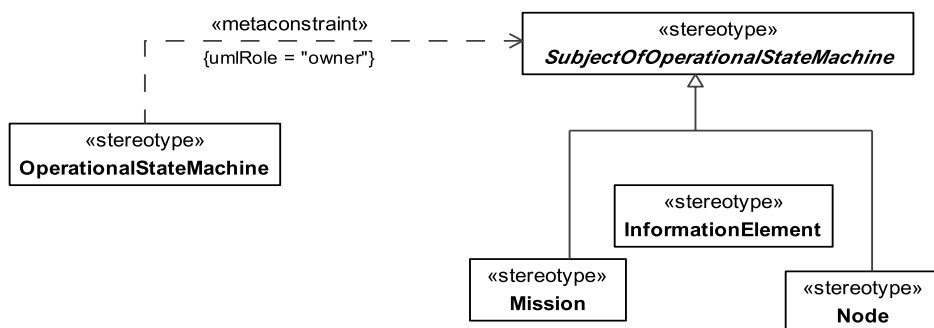 «metaconstraint»
{umlRole = "owner"}
«stereotype»
SubjectOfOperationalStateMachine
«stereotype»
OperationalStateMachine
«stereotype»
InformationElement
«stereotype»
Mission
«stereotype»
Node